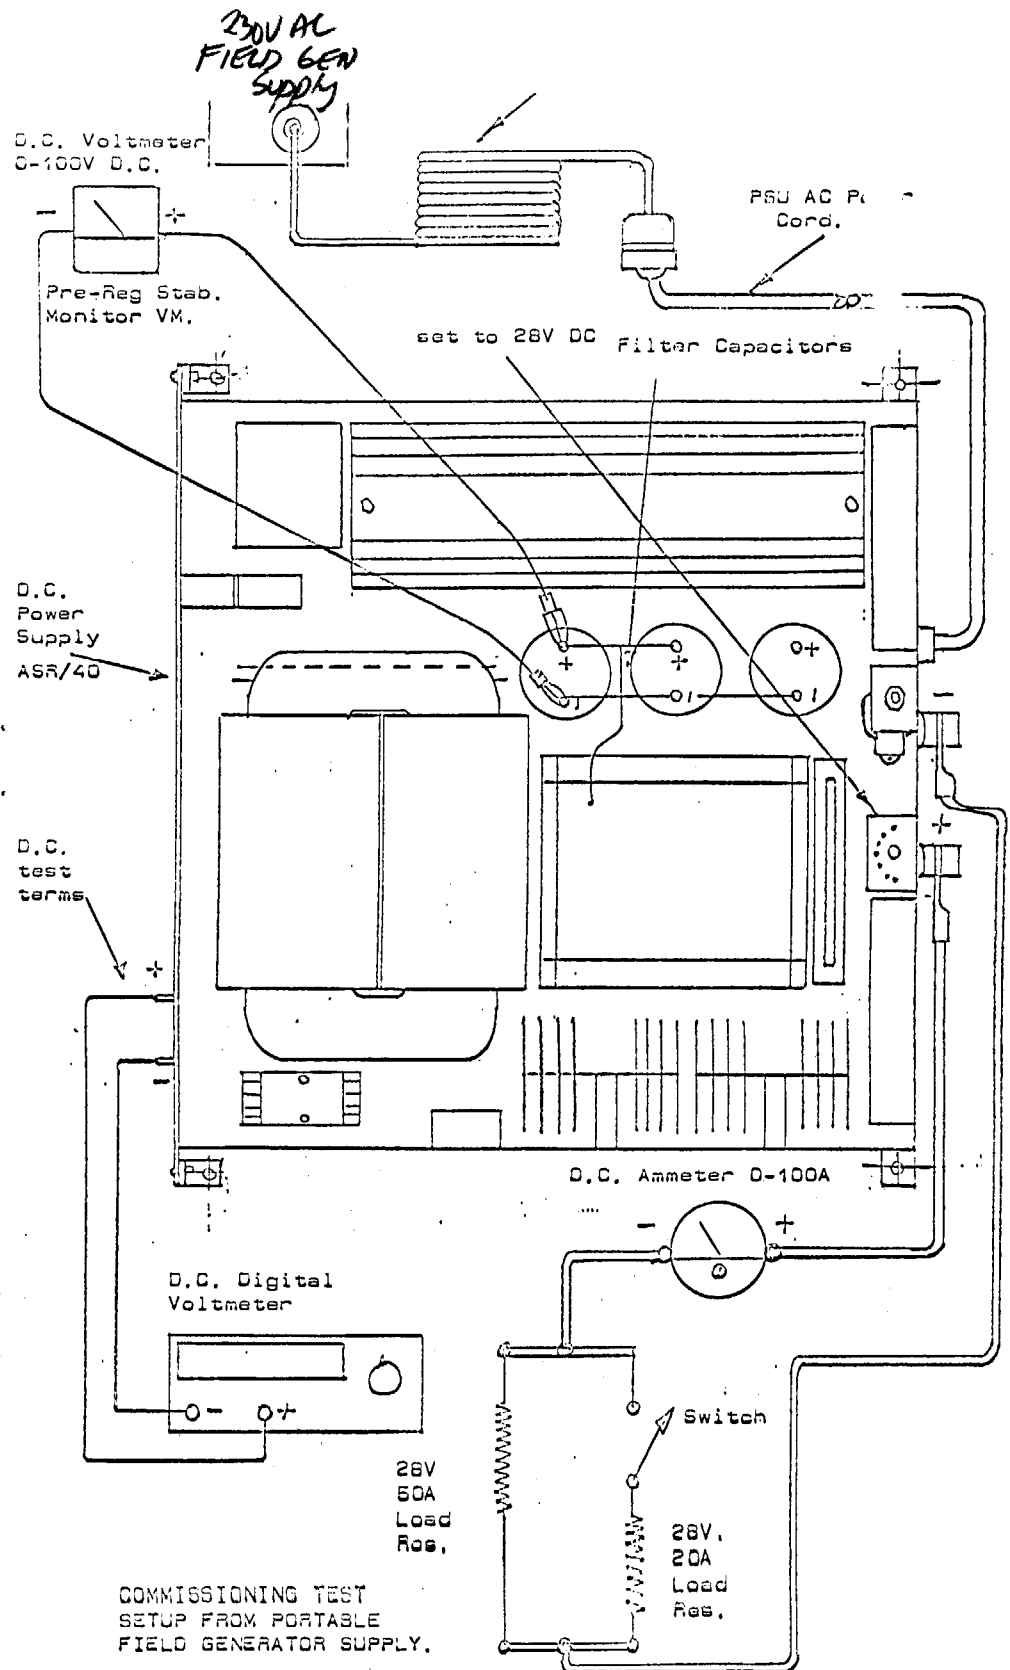 230V AC
FIELD GEN
Supply
D.C. Voltmeter
0-100V D.C.
- +
Pre-Reg Stab.
Monitor VM.
PSU AC
Cord.
set to 28V DC
Filter Capacitors
D.C.
Power
Supply
ASR/40
+ + +
-
+
D.C.
test
terms
+
-
D.C. Ammeter 0-100A
- +
D.C. Digital
Voltmeter
- +
Switch
28V
50A
Load
Res.
28V.
20A
Load
Res.
COMMISSIONING TEST
SETUP FROM PORTABLE
FIELD GENERATOR SUPPLY.